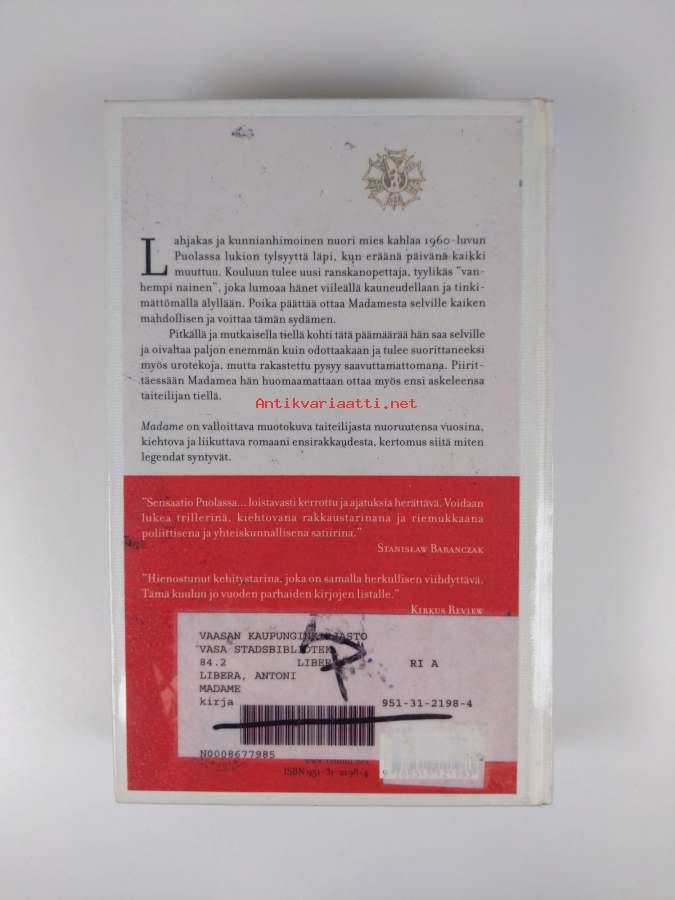 Lahjakas ja kunnianhimoinen nuori mies kahlaa 1960-luvun
Puolassa lukion tylsyyttä läpi, kun eräänä päivänä kaikki
muuttuu. Kouluun tulee uusi ranskanopettaja, tyylikäs "van-
hempi nainen", joka lumoaa hänet viileällä kauneudellaan ja tinki-
mättömällä älyllään. Poika päättää ottaa Madamesta selville kaiken
mahdollisen ja voittaa tämän sydämen.
Pitkällä ja mutkaisella tiellä kohti tätä päämäärää hän saa selville
ja oivaltaa paljon enemmän kuin odottaakaan ja tulee suorittaneeksi
myös urotekoja, mutta rakastettu pysyy saavuttamattomana. Piirit-
täessään Madamea hän huomaamattaan ottaa myös ensi askeleensa
taiteilijan tiellä.
Antikvariaatti.net
Madame on valloittava muotokuva taiteilijasta nuoruutensa vuosina,
kiehtova ja liikuttava romaani ensirakkaudesta, kertomus siitä miten
legendat syntyvät.
"Sensaatio Puolassa... loistavasti kerrottu ja ajatuksia herättävä. Voidaan
lukea trillerinä, kiehtovana rakkaustarinana ja riemukkaana
poliittisena ja yhteiskunnallisena satiirina."
Stanisław Barańczak
"Hienostunut kehitystarina, joka on samalla herkullisen viihdyttävä.
Tämä kuuluu jo vuoden parhaiden kirjojen listalle."
Kirkus Review
VAASAN KAUPUNGINKIRJASTO
VASA STADSBIBLIOTEK
84.2 LIBER RI A
LIBERA, ANTONI
MADAME
kirja 951-31-2198-4
N0008677985
ISBN 951-31-2198-4